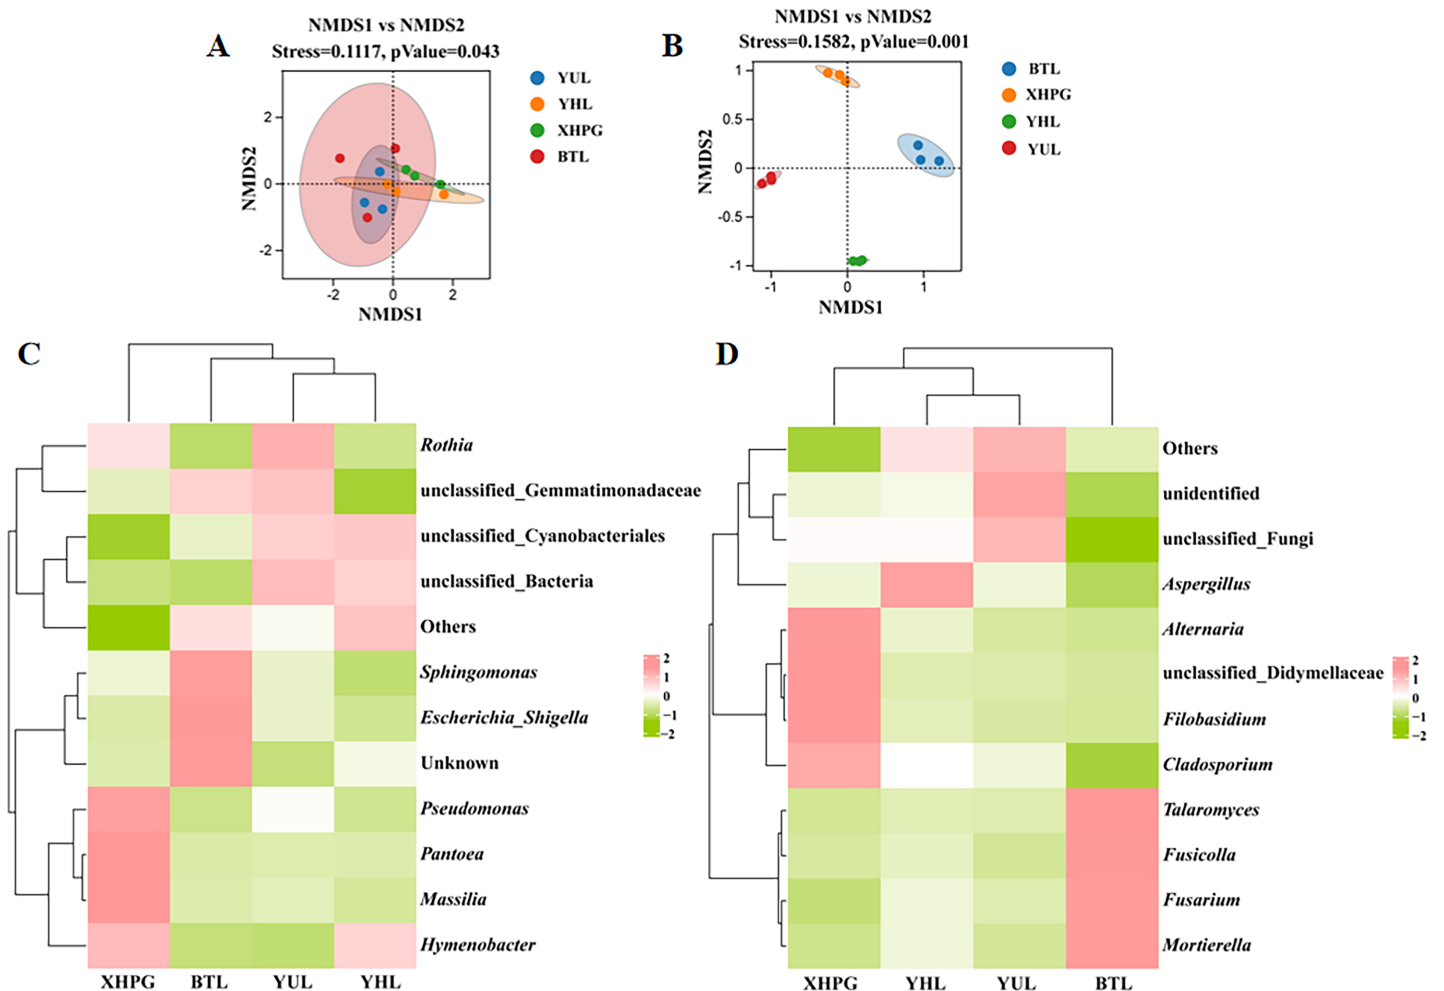 A
NMDS1 vs NMDS2
Stress=0.1117, pValue=0.043
NMDS2
2
0
-2
-2
0
2
NMDS1
YUL
YHL
XHPG
BTL
B
NMDS1 vs NMDS2
Stress=0.1582, pValue=0.001
NMDS2
1
0.5
0
-0.5
-1
-1
0
1
NMDS1
BTL
XHPG
YHL
YUL
C
Rothia
unclassified_Gemmatimonadaceae
unclassified_Cyanobacteriales
unclassified_Bacteria
Others
Sphingomonas
Escherichia_Shigella
Unknown
Pseudomonas
Pantoea
Massilia
Hymenobacter
XHPG BTL YUL YHL
2
1
0
−1
−2
D
Others
unidentified
unclassified_Fungi
Aspergillus
Alternaria
unclassified_Didymellaceae
Filobasidium
Cladosporium
Talaromyces
Fusicolla
Fusarium
Mortierella
XHPG YHL YUL BTL
2
1
0
−1
−2